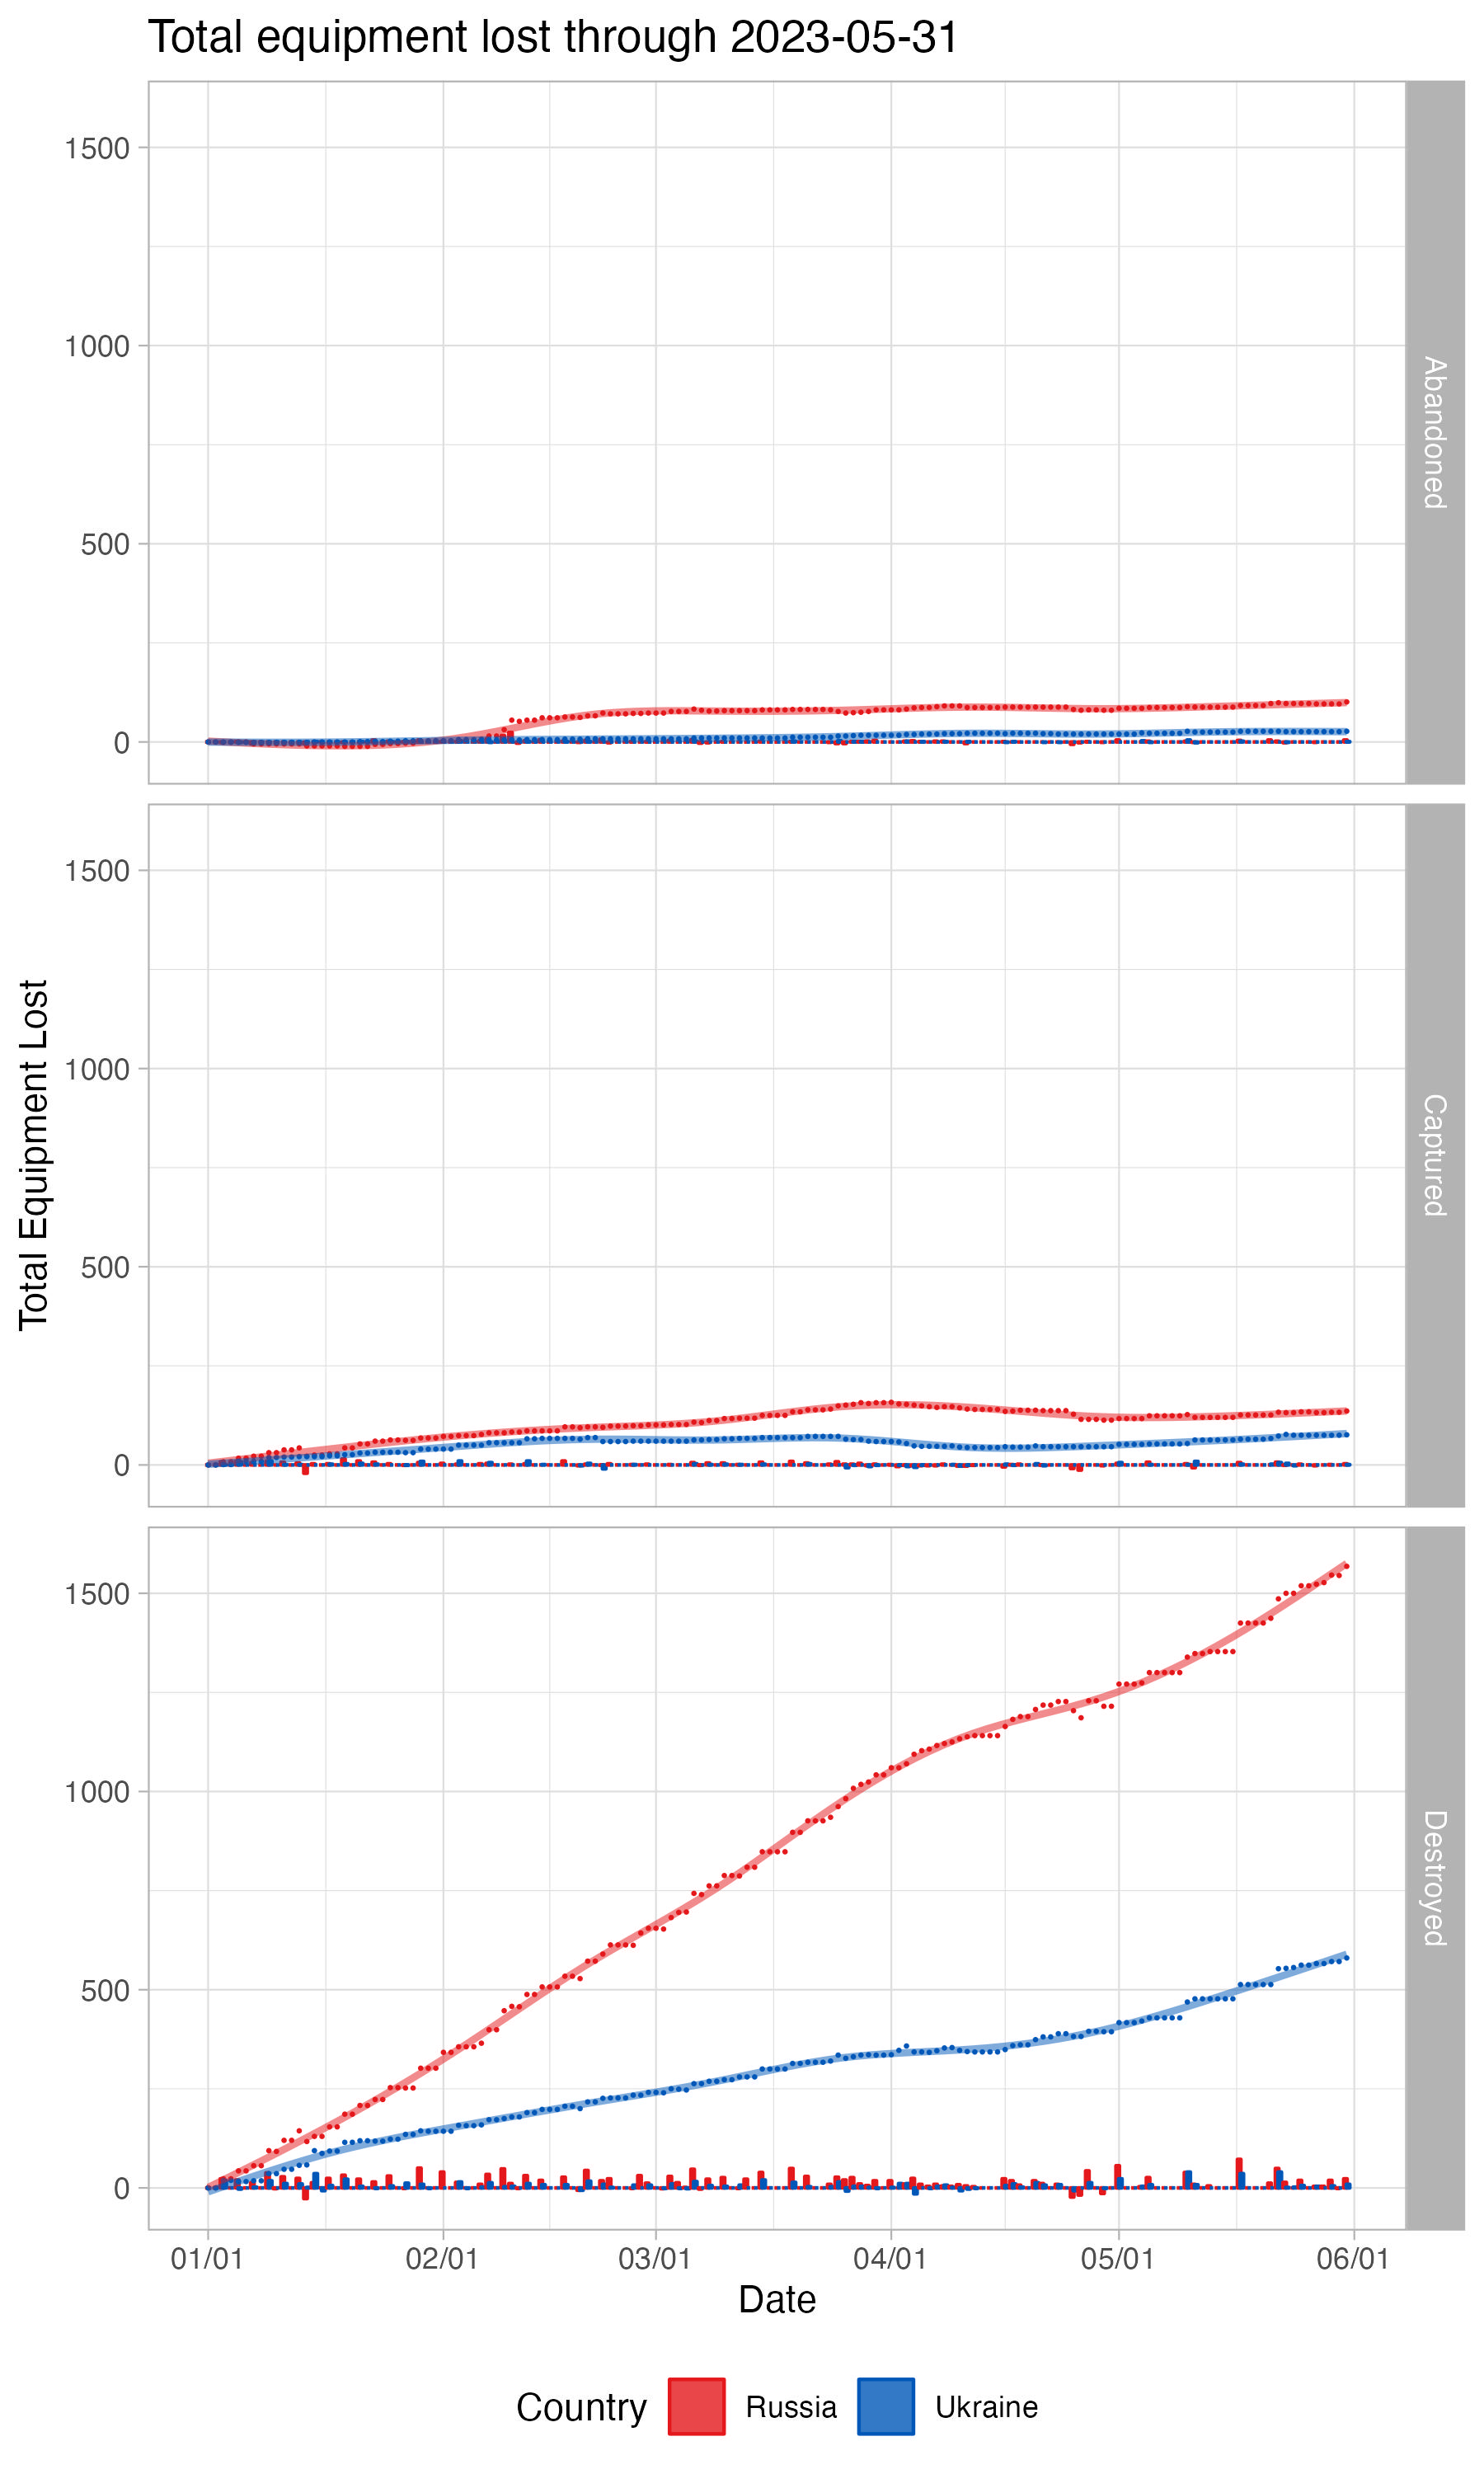 Total equipment lost through 2023-05-31
1500
1000
500
0
Abandoned
Total Equipment Lost
1500
1000
500
0
Captured
1500
1000
500
0
Destroyed
01/01 02/01 03/01 04/01 05/01 06/01
Date
Country Russia Ukraine